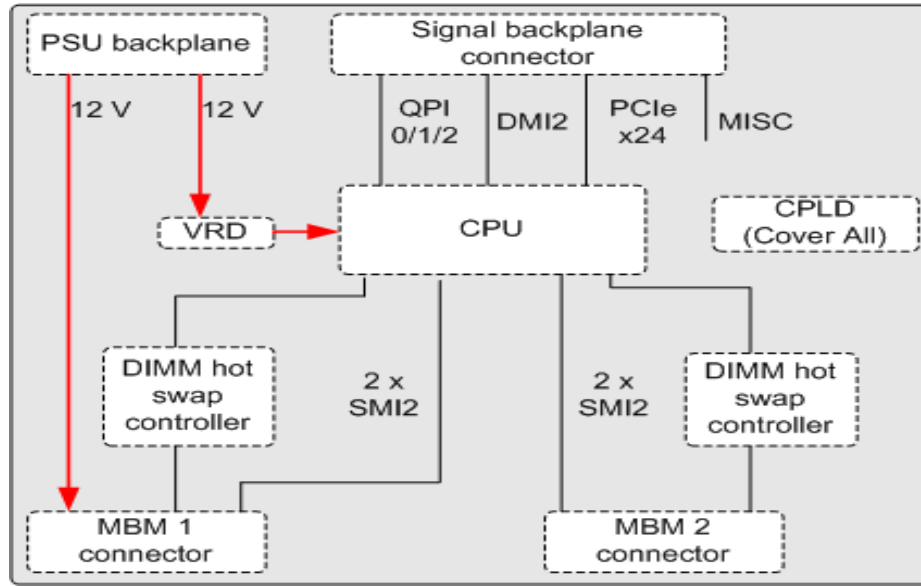 PSU backplane
Signal backplane
connector
12 V
12 V
QPI
0/1/2
DMI2
PCIe
x24
MISC
VRD
CPU
CPLD
(Cover All)
DIMM hot
swap
controller
2 x
SMI2
2 x
SMI2
DIMM hot
swap
controller
MBM 1
connector
MBM 2
connector